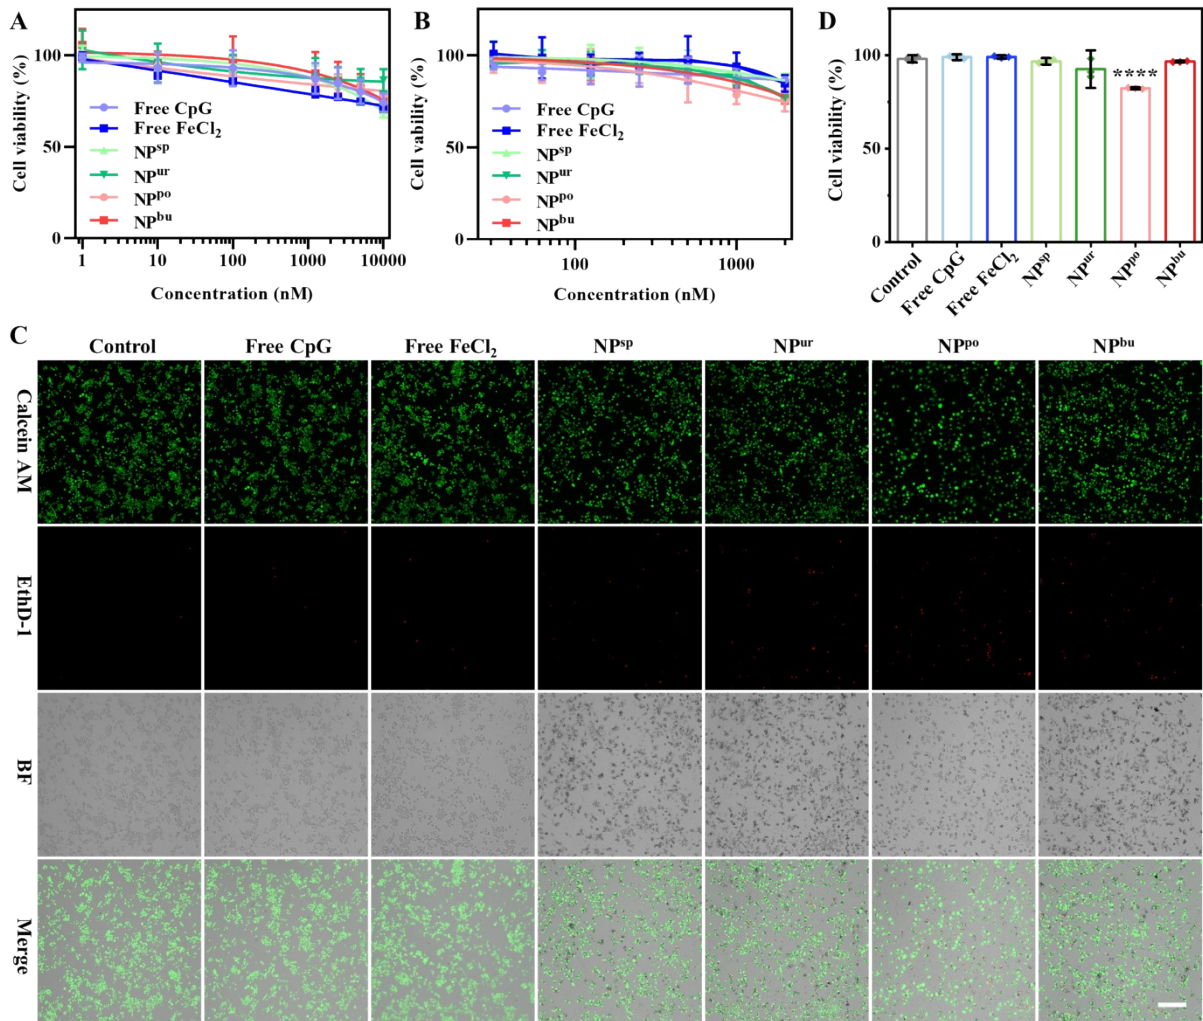 A
Cell viability (%)
100
50
0
Free CpG
Free FeCl₂
NPˢᵖ
NPᵘʳ
NPᵖᵒ
NPᵇᵘ
1
10
100
1000
10000
Concentration (nM)
B
Cell vability (%)
100
50
0
Free CpG
Free FeCl₂
NPˢᵖ
NPᵘʳ
NPᵖᵒ
NPᵇᵘ
100
1000
Concentration (nM)
D
Cell viability (%)
100
50
0
****
Control
Free CpG
Free FeCl₂
NPˢᵖ
NPᵘʳ
NPᵖᵒ
NPᵇᵘ
C
Control Free CpG Free FeCl₂ NPˢᵖ NPᵘʳ NPᵖᵒ NPᵇᵘ
Calcein AM
EthD-1
BF
Merge